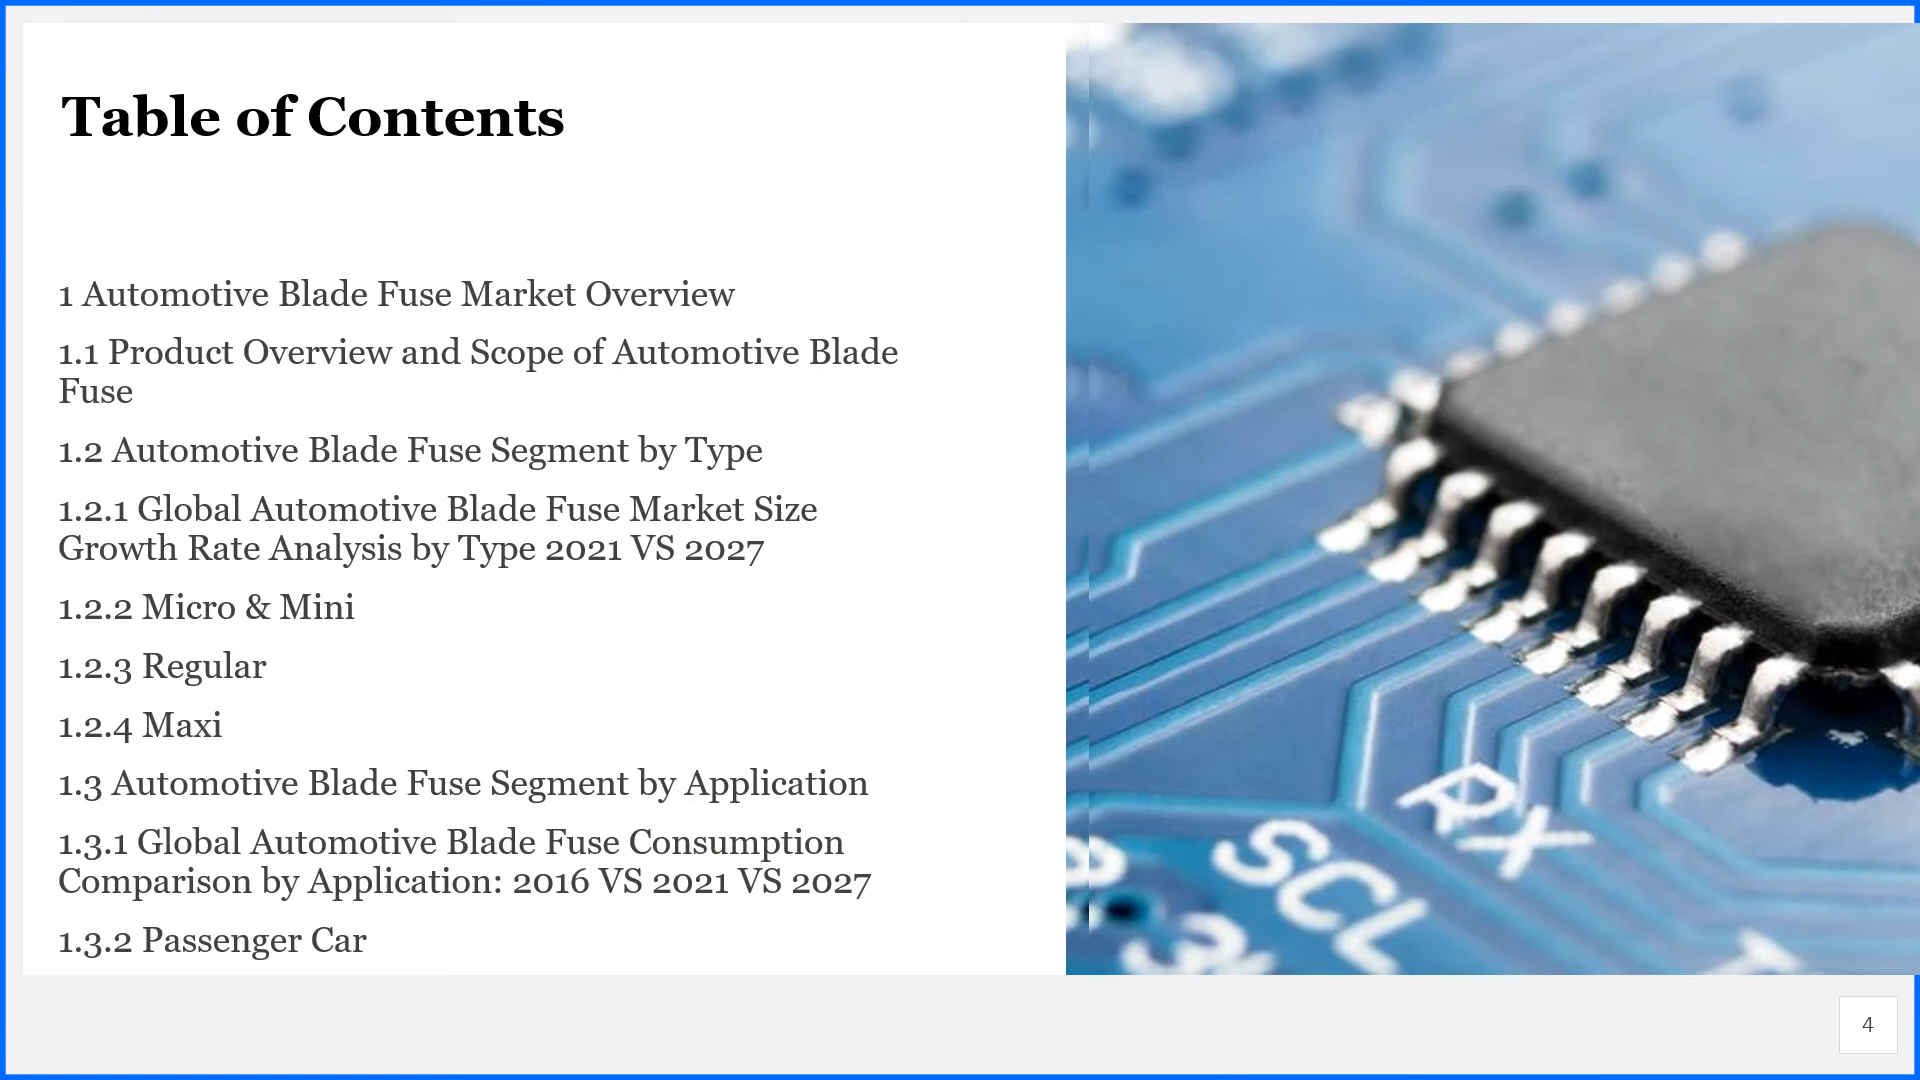 Table of Contents
1 Automotive Blade Fuse Market Overview
1.1 Product Overview and Scope of Automotive Blade
Fuse
1.2 Automotive Blade Fuse Segment by Type
1.2.1 Global Automotive Blade Fuse Market Size
Growth Rate Analysis by Type 2021 VS 2027
1.2.2 Micro & Mini
1.2.3 Regular
1.2.4 Maxi
1.3 Automotive Blade Fuse Segment by Application
1.3.1 Global Automotive Blade Fuse Consumption
Comparison by Application: 2016 VS 2021 VS 2027
1.3.2 Passenger Car
RX
SCL
4